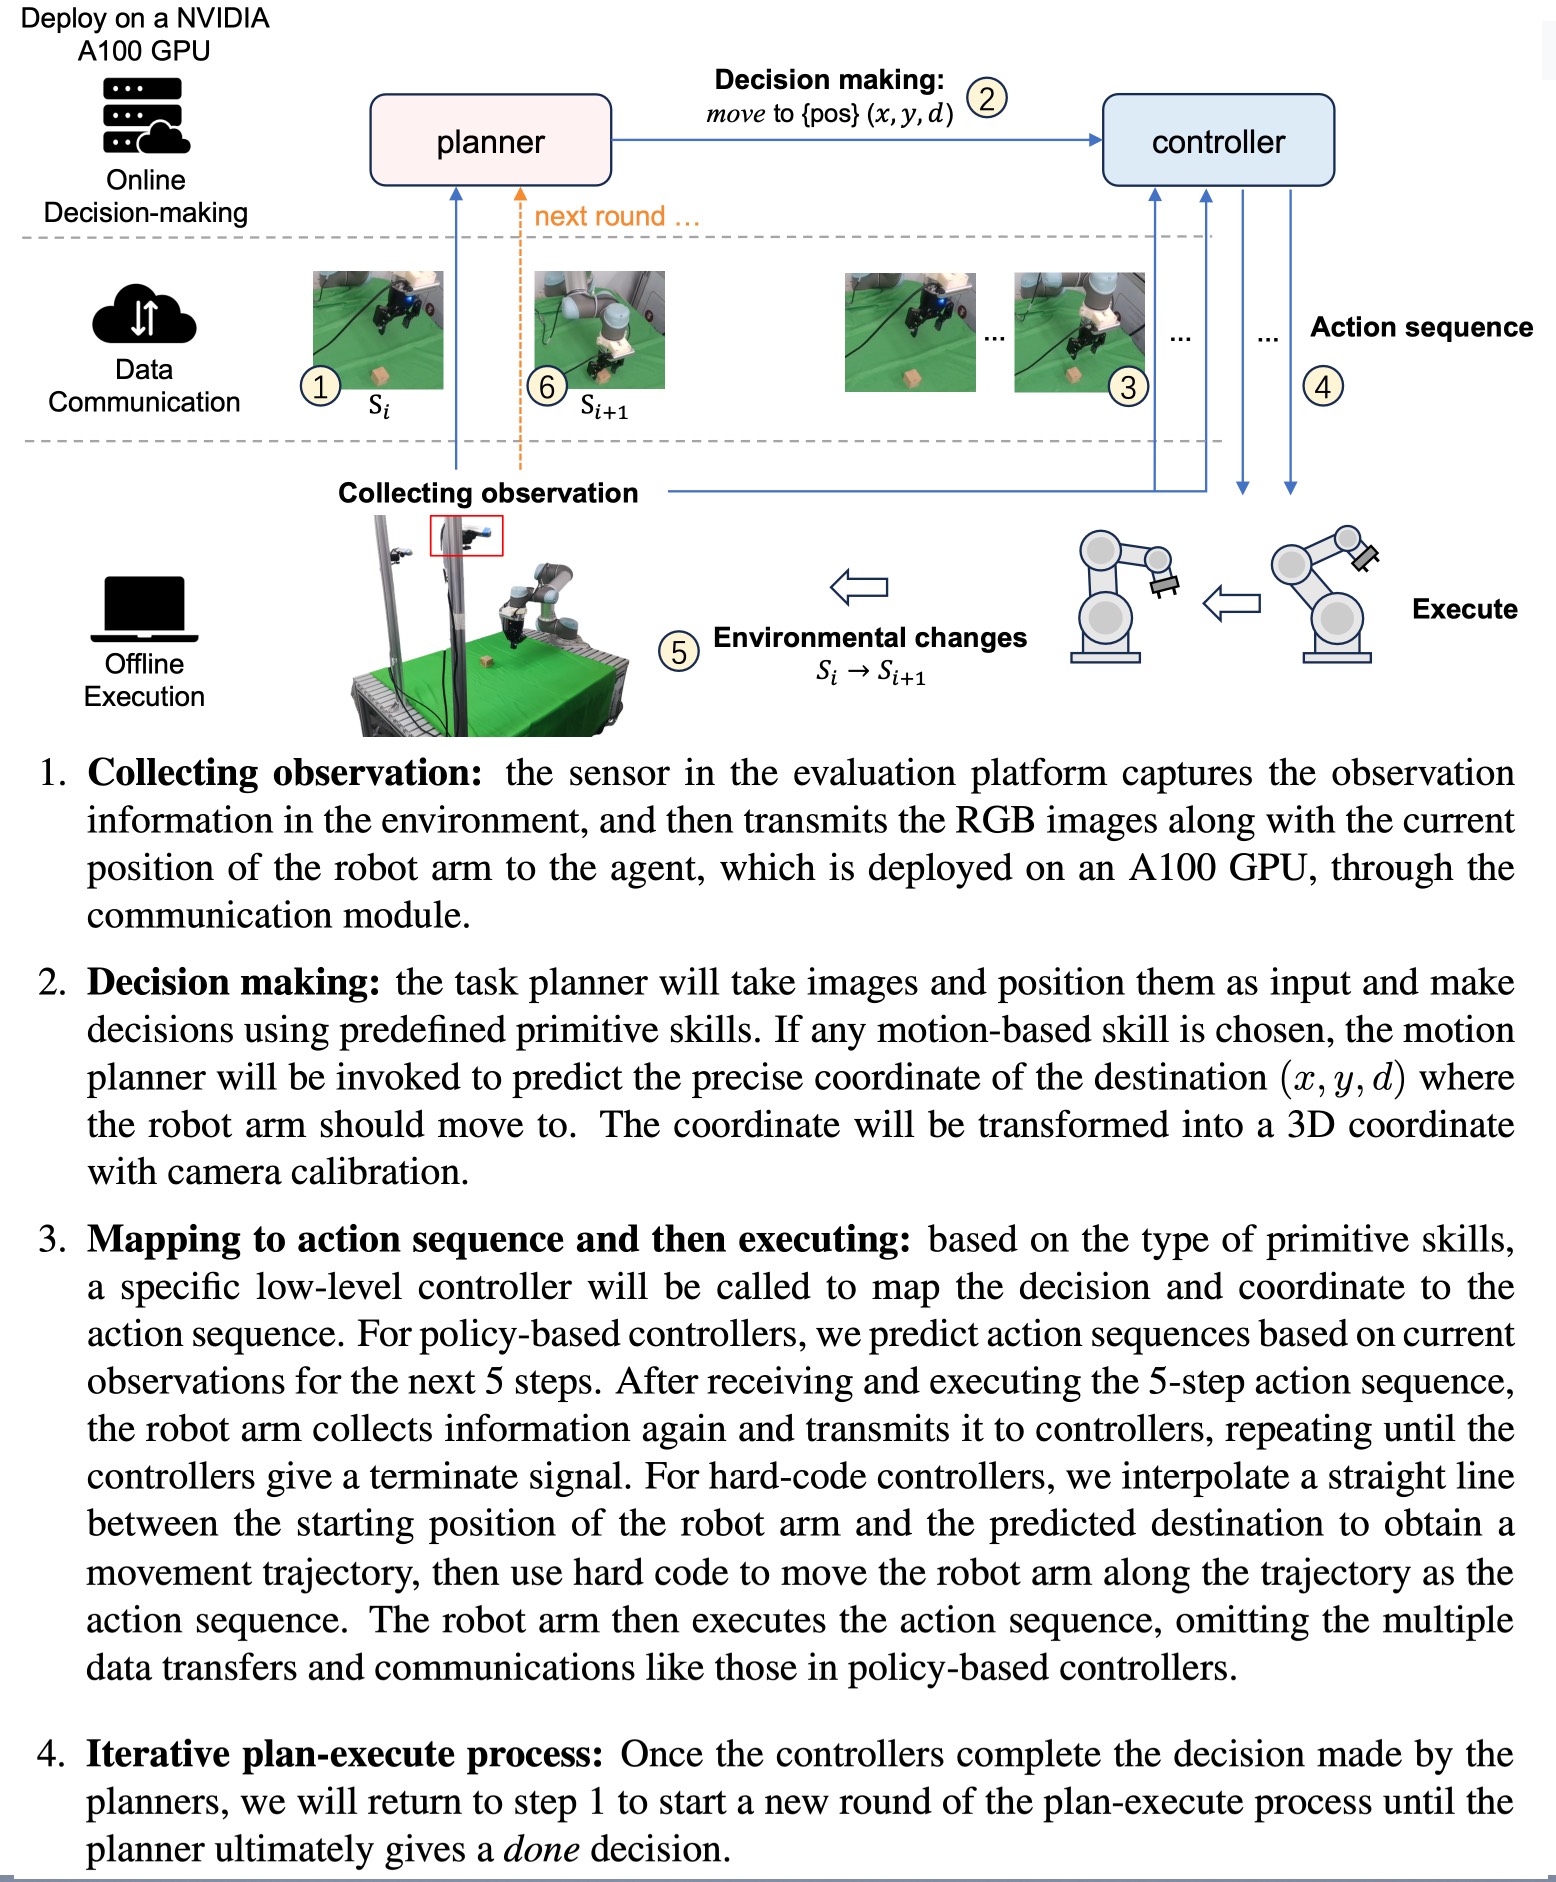 Deploy on a NVIDIA
A100 GPU
Online
Decision-making
planner
Decision making:
move to {pos} (x, y, d)
2
controller
next round ...
Data
Communication
1
S_i
6
S_{i+1}
...
3
...
...
Action sequence
4
Collecting observation
Offline
Execution
5
Environmental changes
S_i → S_{i+1}
Execute
1. Collecting observation: the sensor in the evaluation platform captures the observation
information in the environment, and then transmits the RGB images along with the current
position of the robot arm to the agent, which is deployed on an A100 GPU, through the
communication module.
2. Decision making: the task planner will take images and position them as input and make
decisions using predefined primitive skills. If any motion-based skill is chosen, the motion
planner will be invoked to predict the precise coordinate of the destination (x, y, d) where
the robot arm should move to. The coordinate will be transformed into a 3D coordinate
with camera calibration.
3. Mapping to action sequence and then executing: based on the type of primitive skills,
a specific low-level controller will be called to map the decision and coordinate to the
action sequence. For policy-based controllers, we predict action sequences based on current
observations for the next 5 steps. After receiving and executing the 5-step action sequence,
the robot arm collects information again and transmits it to controllers, repeating until the
controllers give a terminate signal. For hard-code controllers, we interpolate a straight line
between the starting position of the robot arm and the predicted destination to obtain a
movement trajectory, then use hard code to move the robot arm along the trajectory as the
action sequence. The robot arm then executes the action sequence, omitting the multiple
data transfers and communications like those in policy-based controllers.
4. Iterative plan-execute process: Once the controllers complete the decision made by the
planners, we will return to step 1 to start a new round of the plan-execute process until the
planner ultimately gives a done decision.